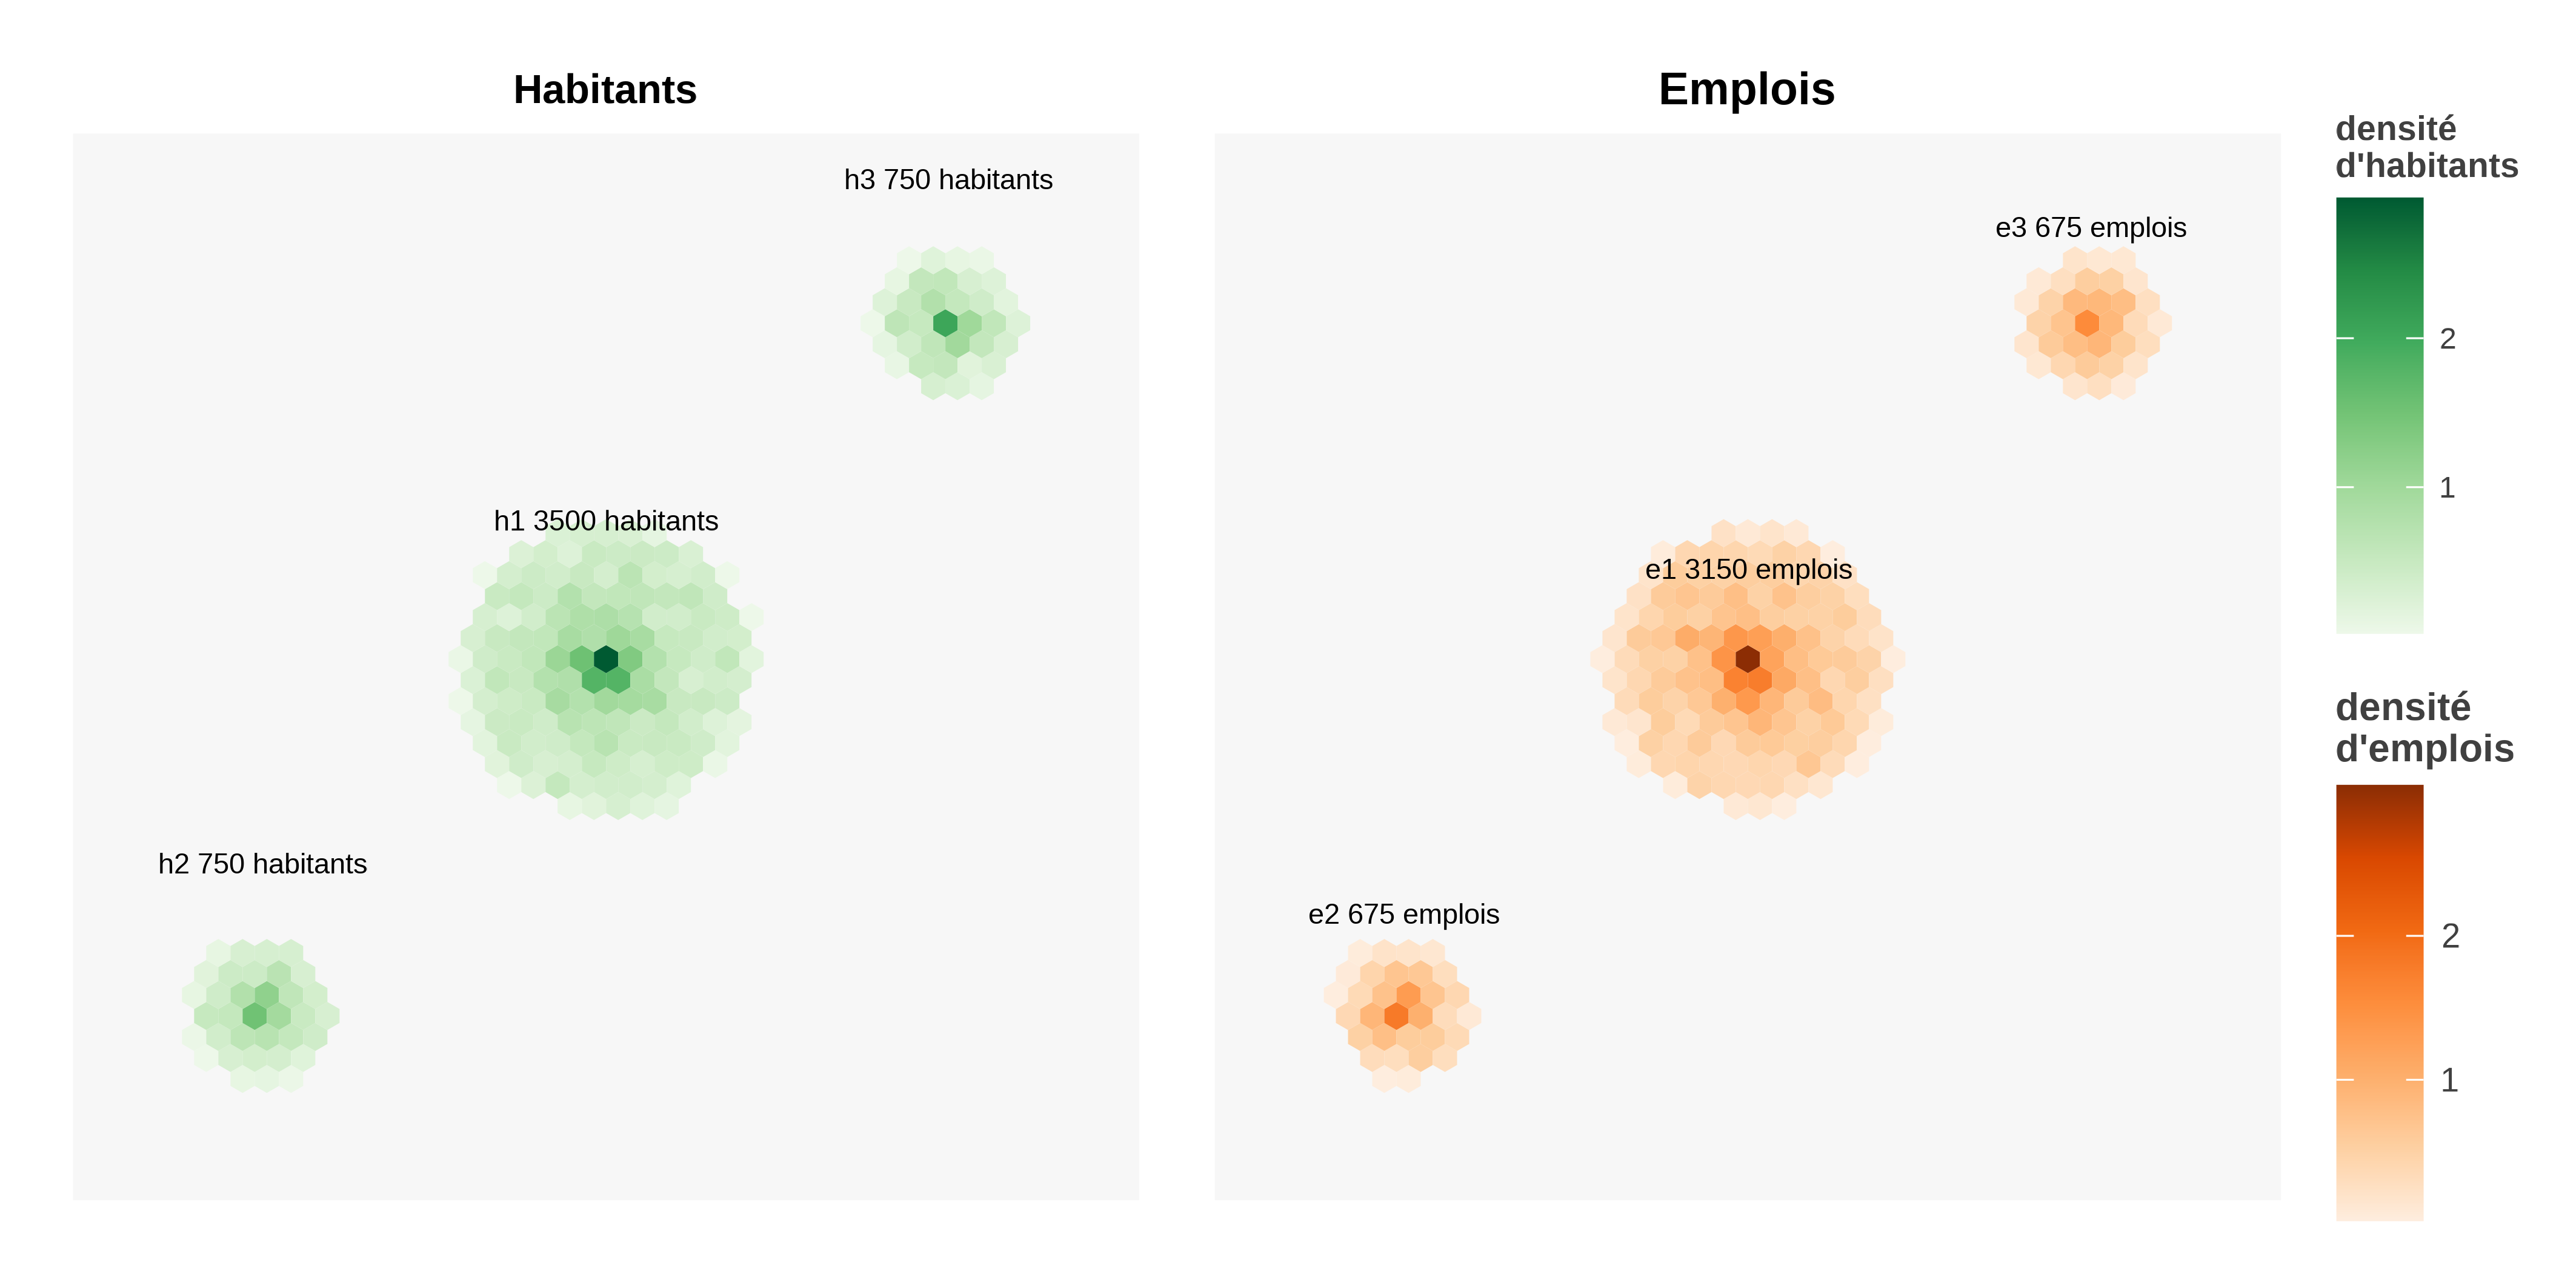 Habitants
h3 750 habitants
h1 3500 habitants
h2 750 habitants
Emplois
e3 675 emplois
e1 3150 emplois
e2 675 emplois
densité
d'habitants
2
1
densité
d'emplois
2
1